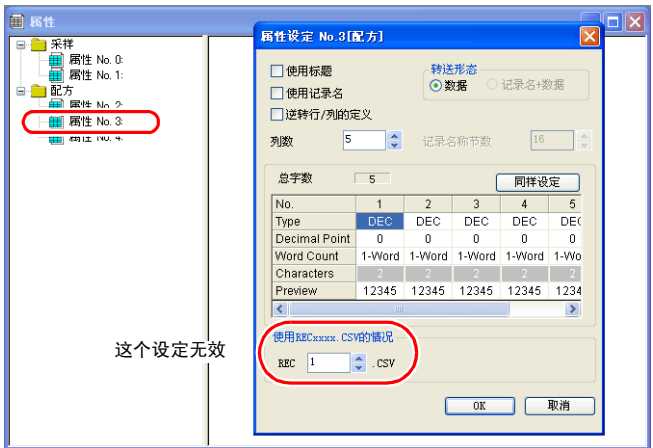 属性
采样
属性 No. 0:
属性 No. 1:
配方
属性 No. 2:
属性 No. 3:
属性 No. 4:
这个设定无效
属性设定 No.3[配方]
使用标题
使用记录名
逆转行/列的定义
转送形态
数据
记录名+数据
列数 5
记录名称节数 16
总字数 5
同样设定
No. 1 2 3 4 5
Type DEC DEC DEC DEC DEC
Decimal Point 0 0 0 0 0
Word Count 1-Word 1-Word 1-Word 1-Word 1-Wo
Characters 2 2 2 2 2
Preview 12345 12345 12345 12345 1234
使用RECxxxx.CSV的情况
REC 1 .CSV
OK
取消